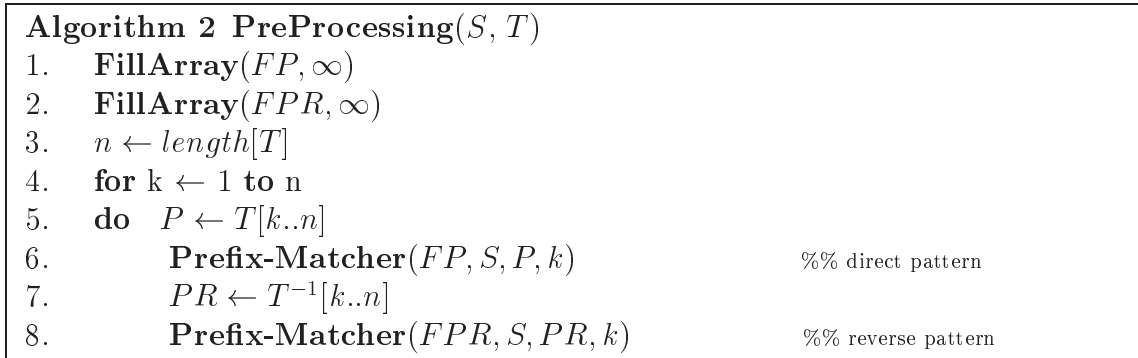 Algorithm 2 PreProcessing(S, T)
1. FillArray(FP, ∞)
2. FillArray(FPR, ∞)
3. n ← length[T]
4. for k ← 1 to n
5. do P ← T[k..n]
6. Prefix-Matcher(FP, S, P, k) %% direct pattern
7. PR ← T⁻¹[k..n]
8. Prefix-Matcher(FPR, S, PR, k) %% reverse pattern